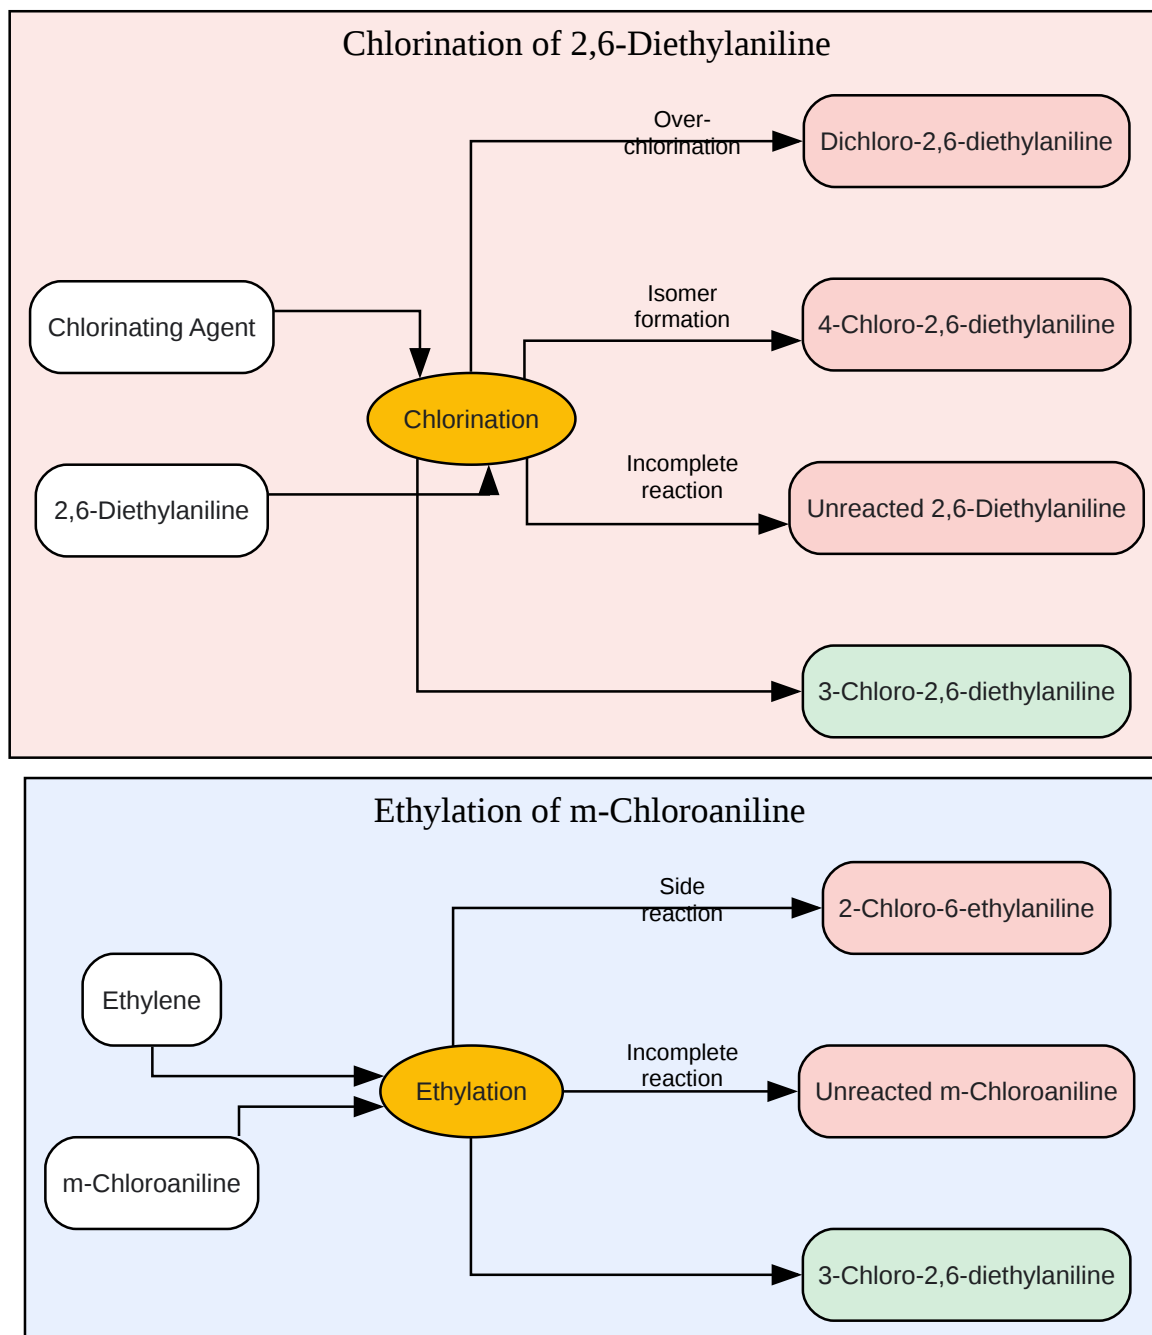 Chlorination of 2,6-Diethylaniline
Over-
chlorination
Dichloro-2,6-diethylaniline
Isomer
formation
4-Chloro-2,6-diethylaniline
Chlorinating Agent
Chlorination
Incomplete
reaction
2,6-Diethylaniline
Unreacted 2,6-Diethylaniline
3-Chloro-2,6-diethylaniline
Ethylation of m-Chloroaniline
Side
reaction
2-Chloro-6-ethylaniline
Ethylene
Incomplete
reaction
Ethylation
Unreacted m-Chloroaniline
m-Chloroaniline
3-Chloro-2,6-diethylaniline